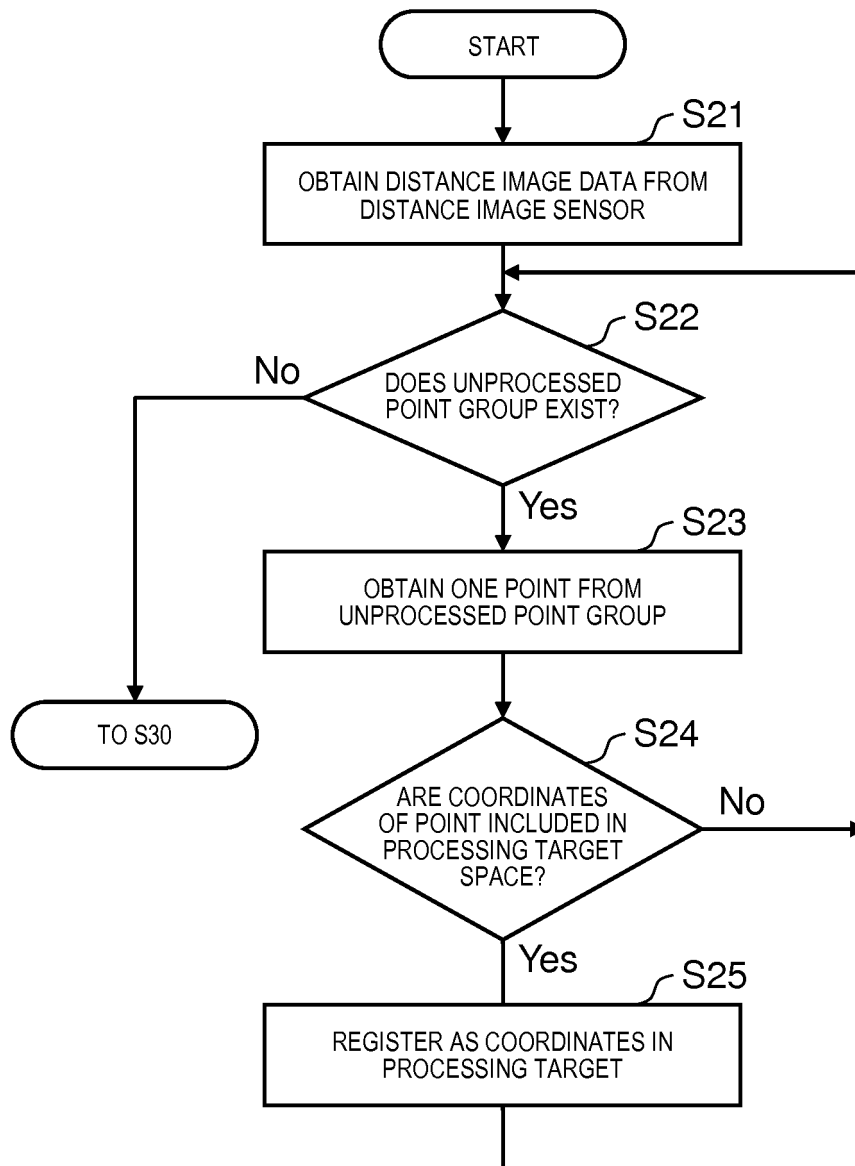 START
S21
OBTAIN DISTANCE IMAGE DATA FROM
DISTANCE IMAGE SENSOR
S22
No
DOES UNPROCESSED
POINT GROUP EXIST?
Yes
S23
OBTAIN ONE POINT FROM
UNPROCESSED POINT GROUP
TO S30
S24
ARE COORDINATES
OF POINT INCLUDED IN
PROCESSING TARGET
SPACE?
No
Yes
S25
REGISTER AS COORDINATES IN
PROCESSING TARGET